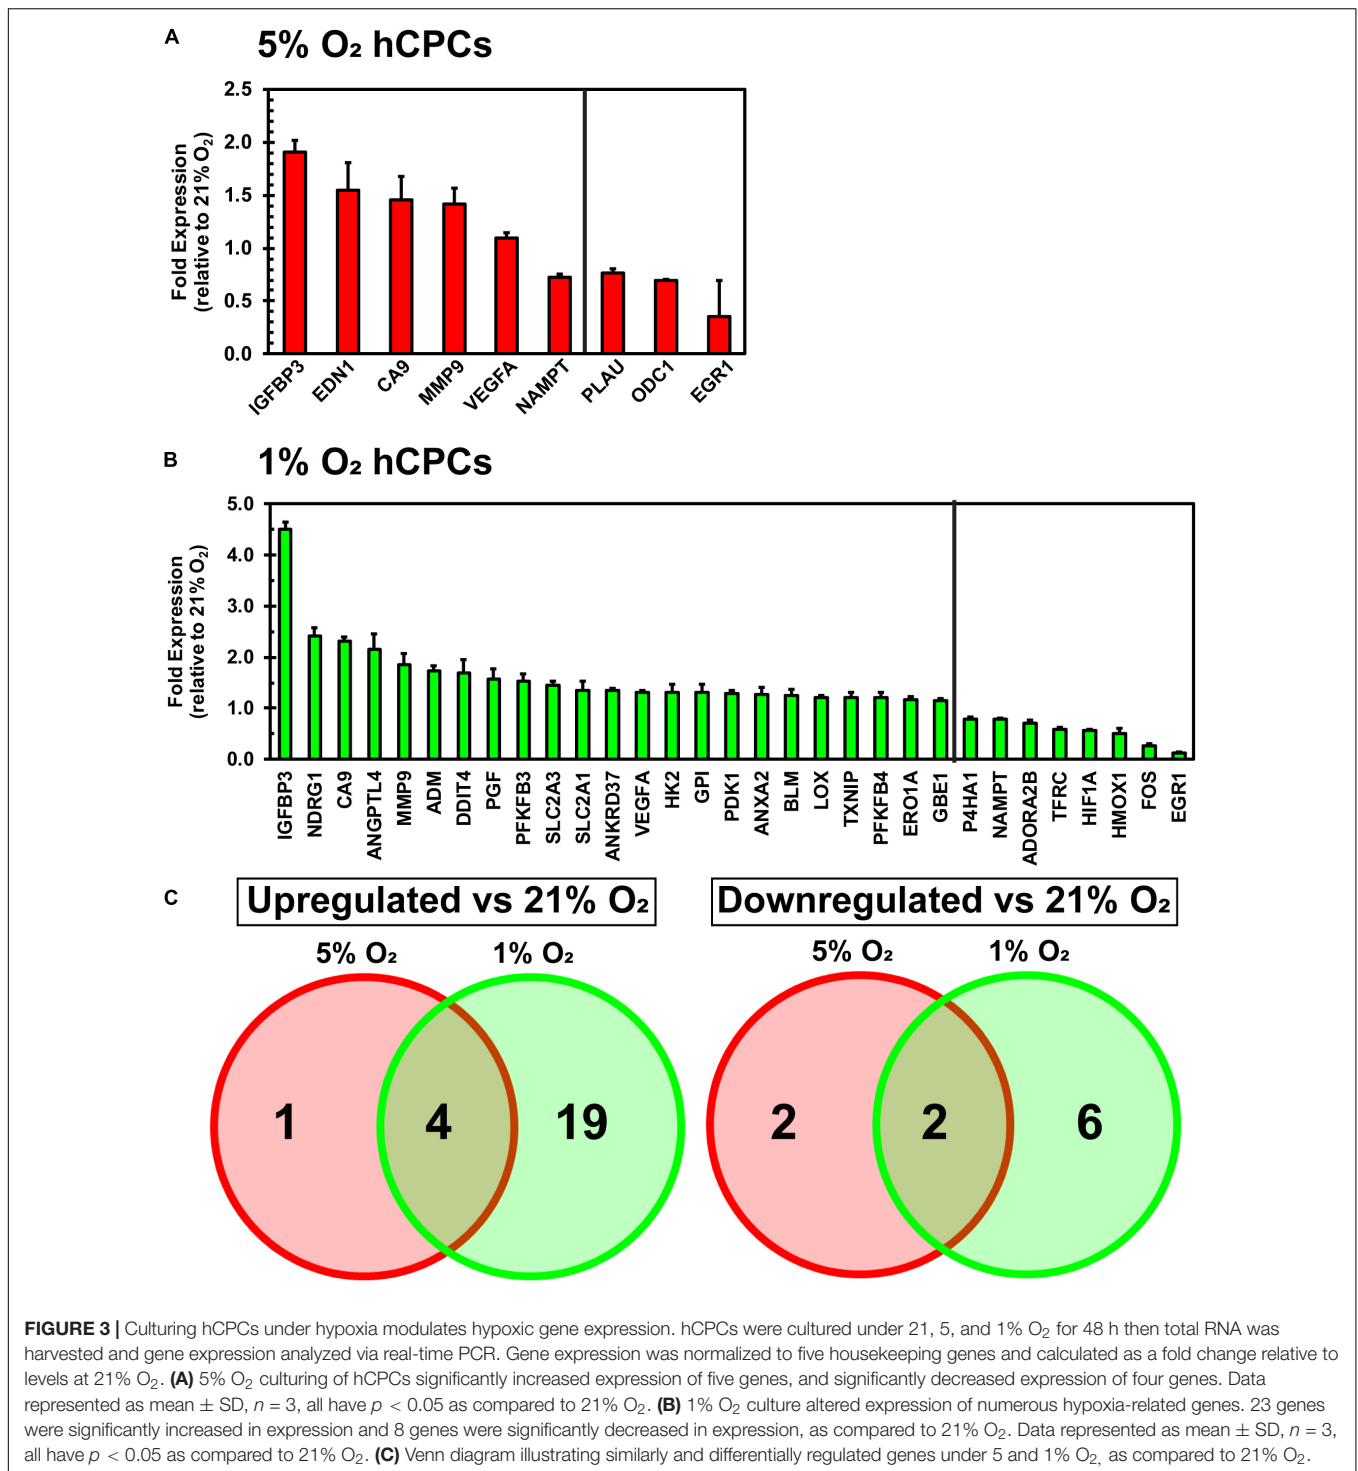 A
5% O₂ hCPCs
Fold Expression
(relative to 21% O₂)
2.5
2.0
1.5
1.0
0.5
0.0
IGFBP3
EDN1
CA9
MMP9
VEGFA
NAMPT
PLAU
ODC1
EGR1
B
1% O₂ hCPCs
Fold Expression
(relative to 21% O₂)
5.0
4.0
3.0
2.0
1.0
0.0
IGFBP3
NDRG1
CA9
ANGPTL4
MMP9
ADM
DDIT4
PGF
PFKFB3
SLC2A3
SLC2A1
ANKRD37
VEGFA
HK2
GPI
PDK1
ANXA2
BLM
LOX
TXNIP
PFKFB4
ERO1A
GBE1
P4HA1
NAMPT
ADORA2B
TFRC
HIF1A
HMOX1
FOS
EGR1
C
Upregulated vs 21% O₂
5% O₂ 1% O₂
1 4 19
Downregulated vs 21% O₂
5% O₂ 1% O₂
2 2 6
FIGURE 3 | Culturing hCPCs under hypoxia modulates hypoxic gene expression. hCPCs were cultured under 21, 5, and 1% O₂ for 48 h then total RNA was
harvested and gene expression analyzed via real-time PCR. Gene expression was normalized to five housekeeping genes and calculated as a fold change relative to
levels at 21% O₂. (A) 5% O₂ culturing of hCPCs significantly increased expression of five genes, and significantly decreased expression of four genes. Data
represented as mean ± SD, n = 3, all have p < 0.05 as compared to 21% O₂. (B) 1% O₂ culture altered expression of numerous hypoxia-related genes. 23 genes
were significantly increased in expression and 8 genes were significantly decreased in expression, as compared to 21% O₂. Data represented as mean ± SD, n = 3,
all have p < 0.05 as compared to 21% O₂. (C) Venn diagram illustrating similarly and differentially regulated genes under 5 and 1% O₂, as compared to 21% O₂.